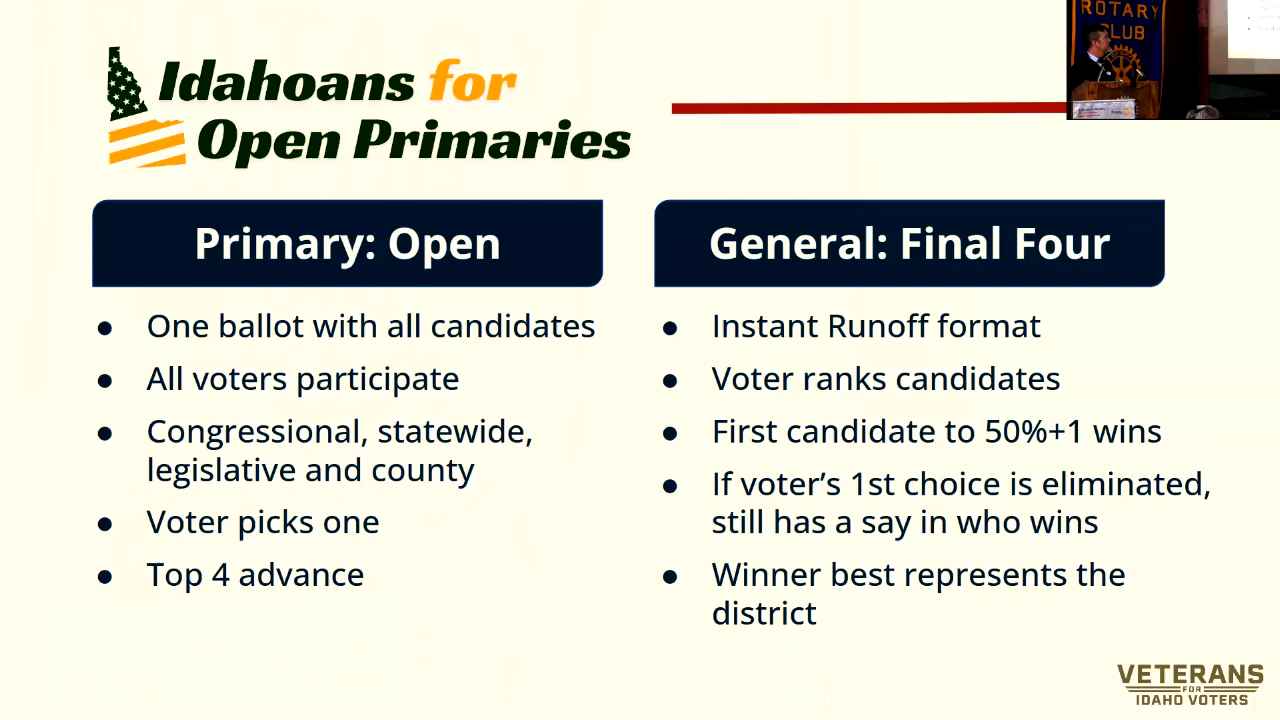 Idahoans for
Open Primaries
ROTARY
CLUB
Primary: Open
● One ballot with all candidates
● All voters participate
● Congressional, statewide,
legislative and county
● Voter picks one
● Top 4 advance
General: Final Four
● Instant Runoff format
● Voter ranks candidates
● First candidate to 50%+1 wins
● If voter’s 1st choice is eliminated,
still has a say in who wins
● Winner best represents the
district
VETERANS
FOR
IDAHO VOTERS